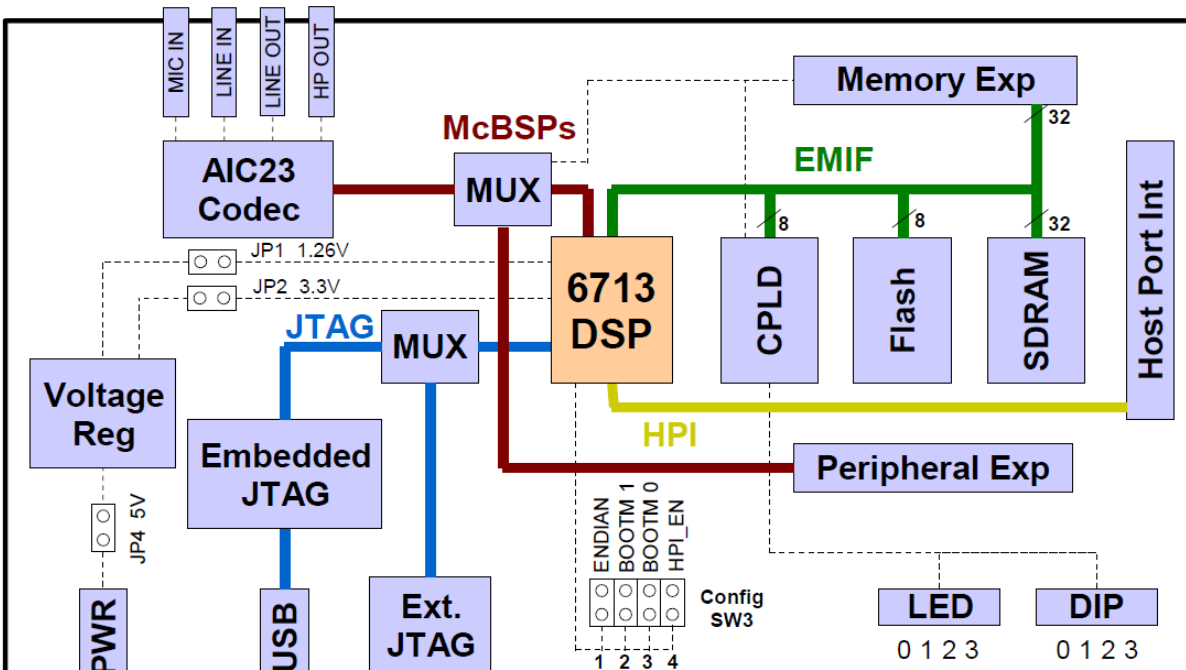 MIC IN
LINE IN
LINE OUT
HP OUT
Memory Exp
32
McBSPs
EMIF
AIC23
Codec
MUX
8
8
32
Host Port Int
JP1 1.26V
JP2 3.3V
6713
DSP
CPLD
Flash
SDRAM
JTAG
MUX
Voltage
Reg
HPI
Embedded
JTAG
Peripheral Exp
JP4 5V
ENDIAN
BOOTM 1
BOOTM 0
HPI_EN
Config
SW3
PWR
USB
Ext.
JTAG
LED
DIP
1 2 3 4
0 1 2 3
0 1 2 3